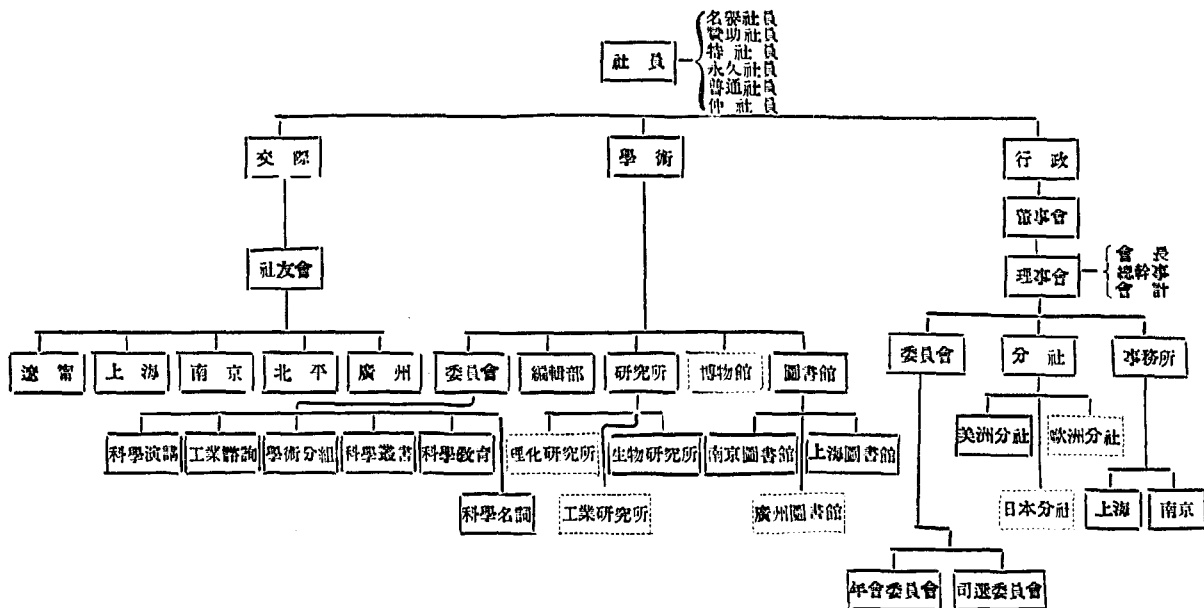 社員
名譽社員
贊助社員
特社員
永久社員
普通社員
仲社員
交際
學術
行政
董事會
社友會
理事會
會長
總幹事
會計
委員會
分社
事務所
遼甯
上海
南京
北平
廣州
委員會
編輯部
研究所
博物館
圖書館
美洲分社
歐洲分社
科學演講
工業諮詢
學術分組
科學叢書
科學敎育
理化研究所
生物研究所
南京圖書館
上海圖書館
科學名詞
工業研究所
廣州圖書館
日本分社
上海
南京
年會委員會
司選委員會